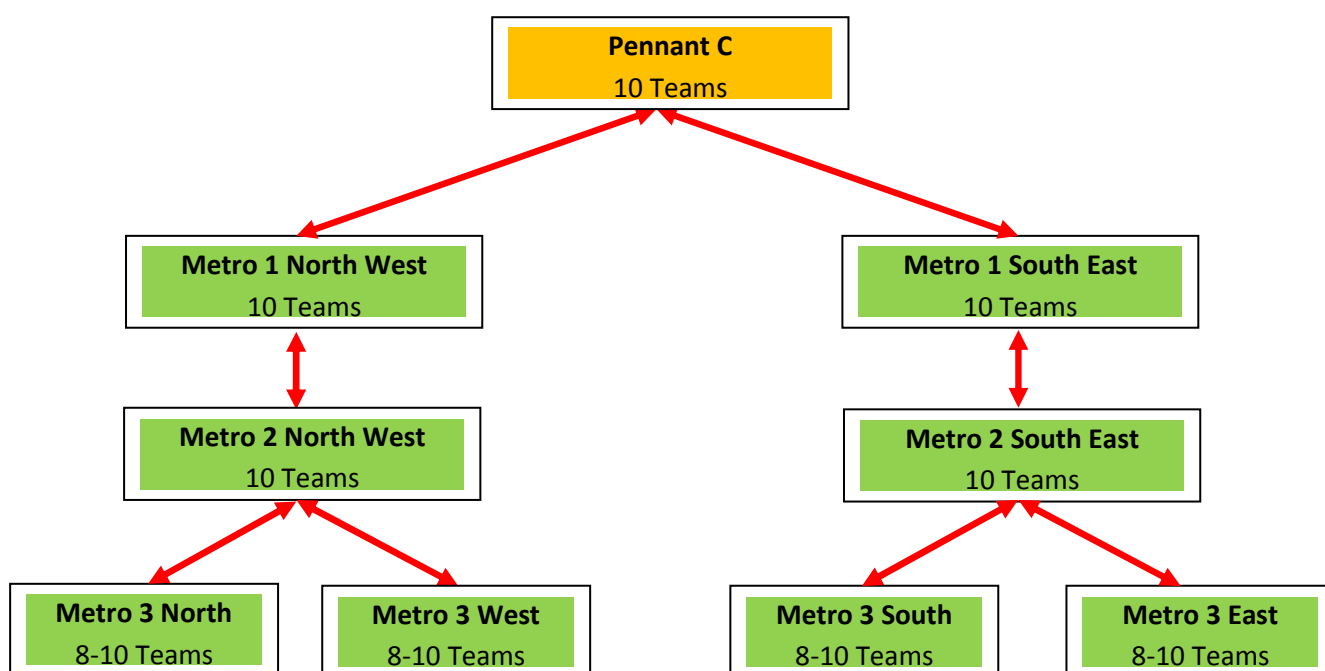 Pennant C
10 Teams
Metro 1 North West
10 Teams
Metro 1 South East
10 Teams
Metro 2 North West
10 Teams
Metro 2 South East
10 Teams
Metro 3 North
8-10 Teams
Metro 3 West
8-10 Teams
Metro 3 South
8-10 Teams
Metro 3 East
8-10 Teams